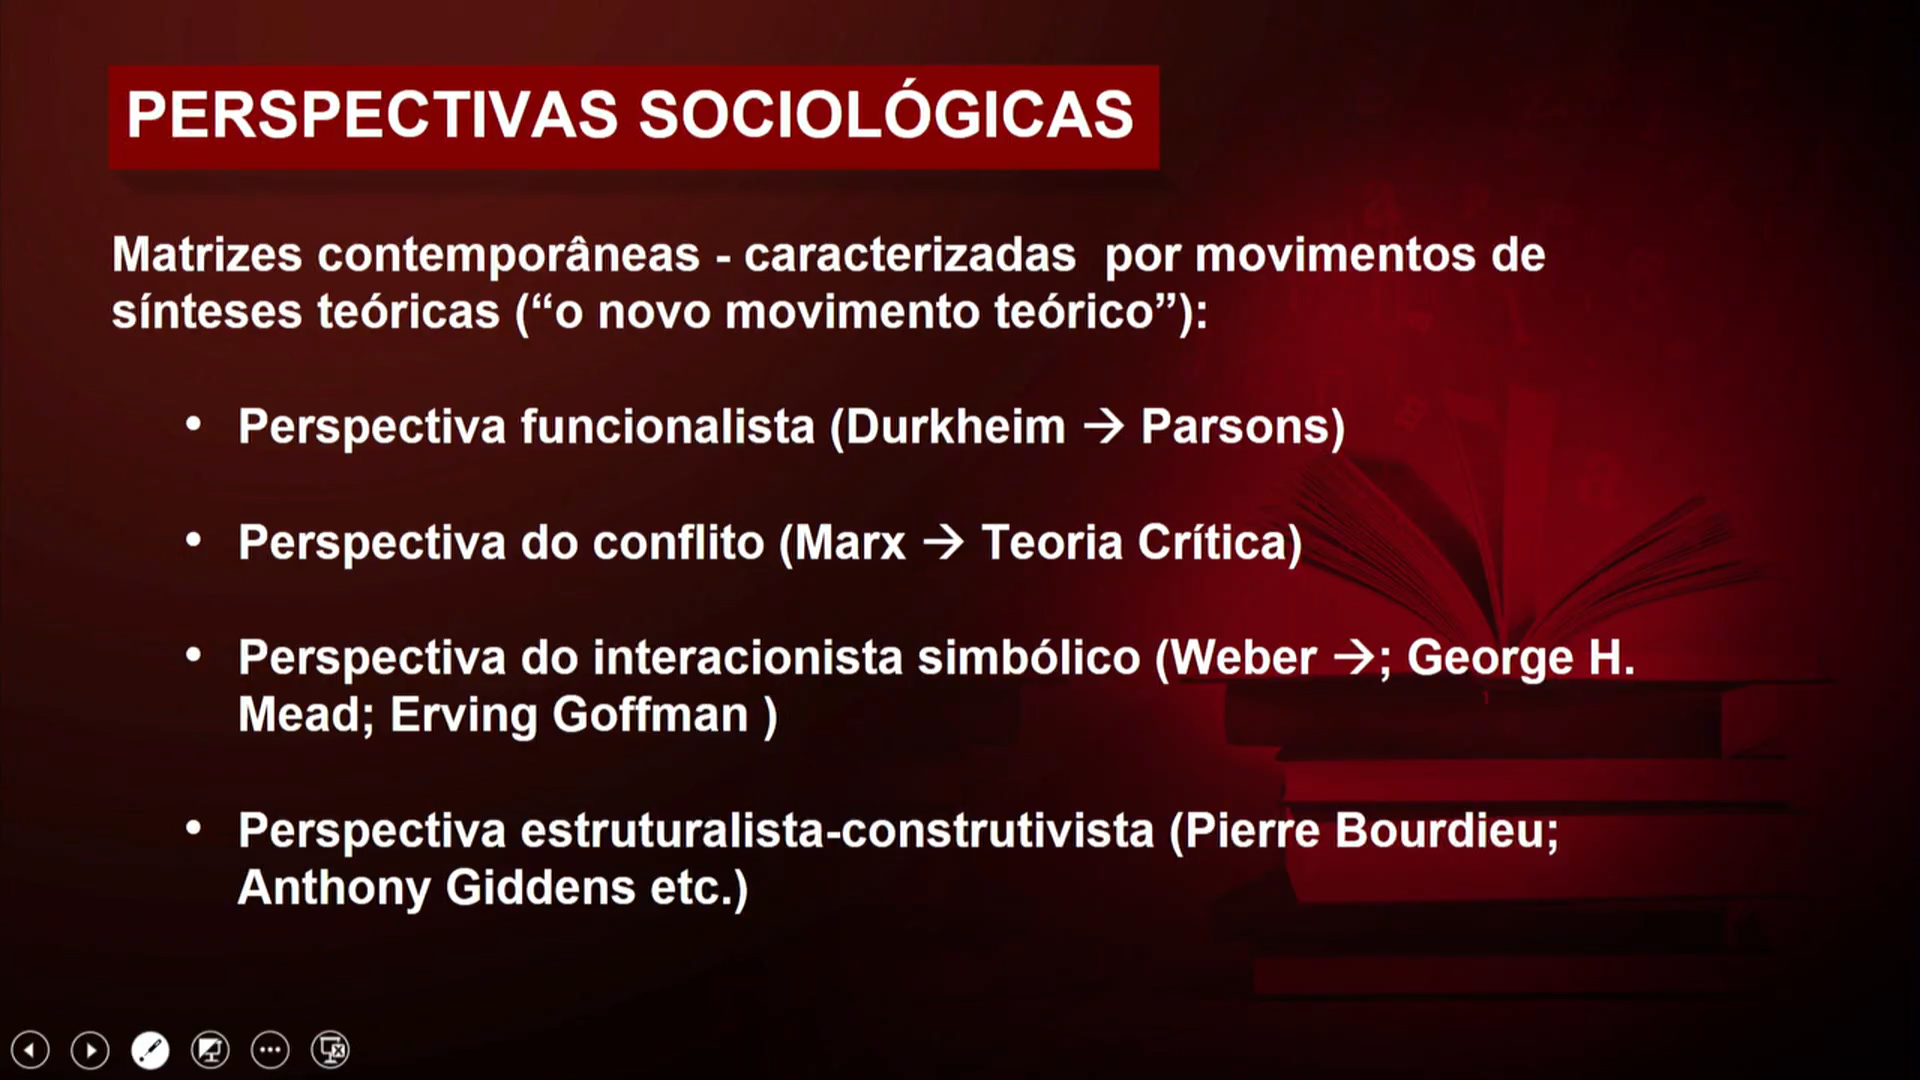 PERSPECTIVAS SOCIOLÓGICAS
Matrizes contemporâneas - caracterizadas  por movimentos de
sínteses teóricas (“o novo movimento teórico”):
• Perspectiva funcionalista (Durkheim → Parsons)
• Perspectiva do conflito (Marx → Teoria Crítica)
• Perspectiva do interacionista simbólico (Weber →; George H.
Mead; Erving Goffman )
• Perspectiva estruturalista-construtivista (Pierre Bourdieu;
Anthony Giddens etc.)